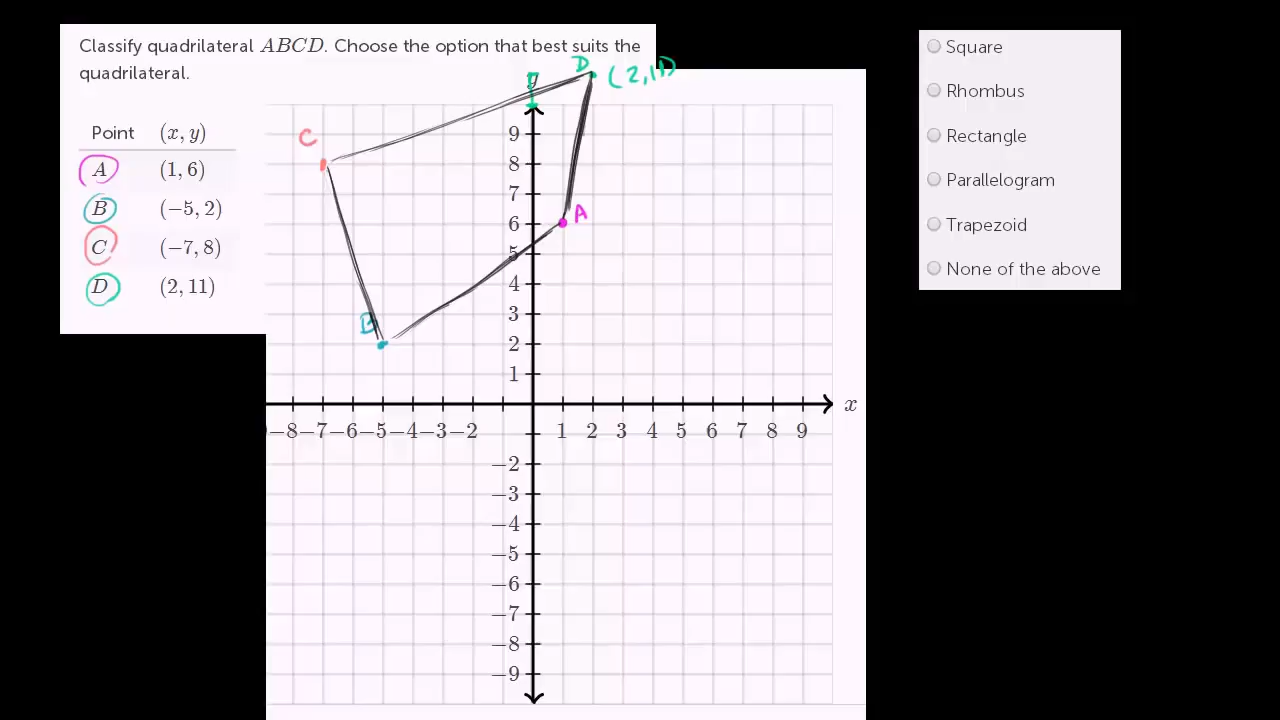 Classify quadrilateral ABCD. Choose the option that best suits the
quadrilateral.
Point (x, y)
A (1, 6)
B (−5, 2)
C (−7, 8)
D (2, 11)
Square
Rhombus
Rectangle
Parallelogram
Trapezoid
None of the above
D (2,11)
y
C
9
8
7
A
6
5
4
B
3
2
1
x
−8 −7 −6 −5 −4 −3 −2 1 2 3 4 5 6 7 8 9
−2
−3
−4
−5
−6
−7
−8
−9